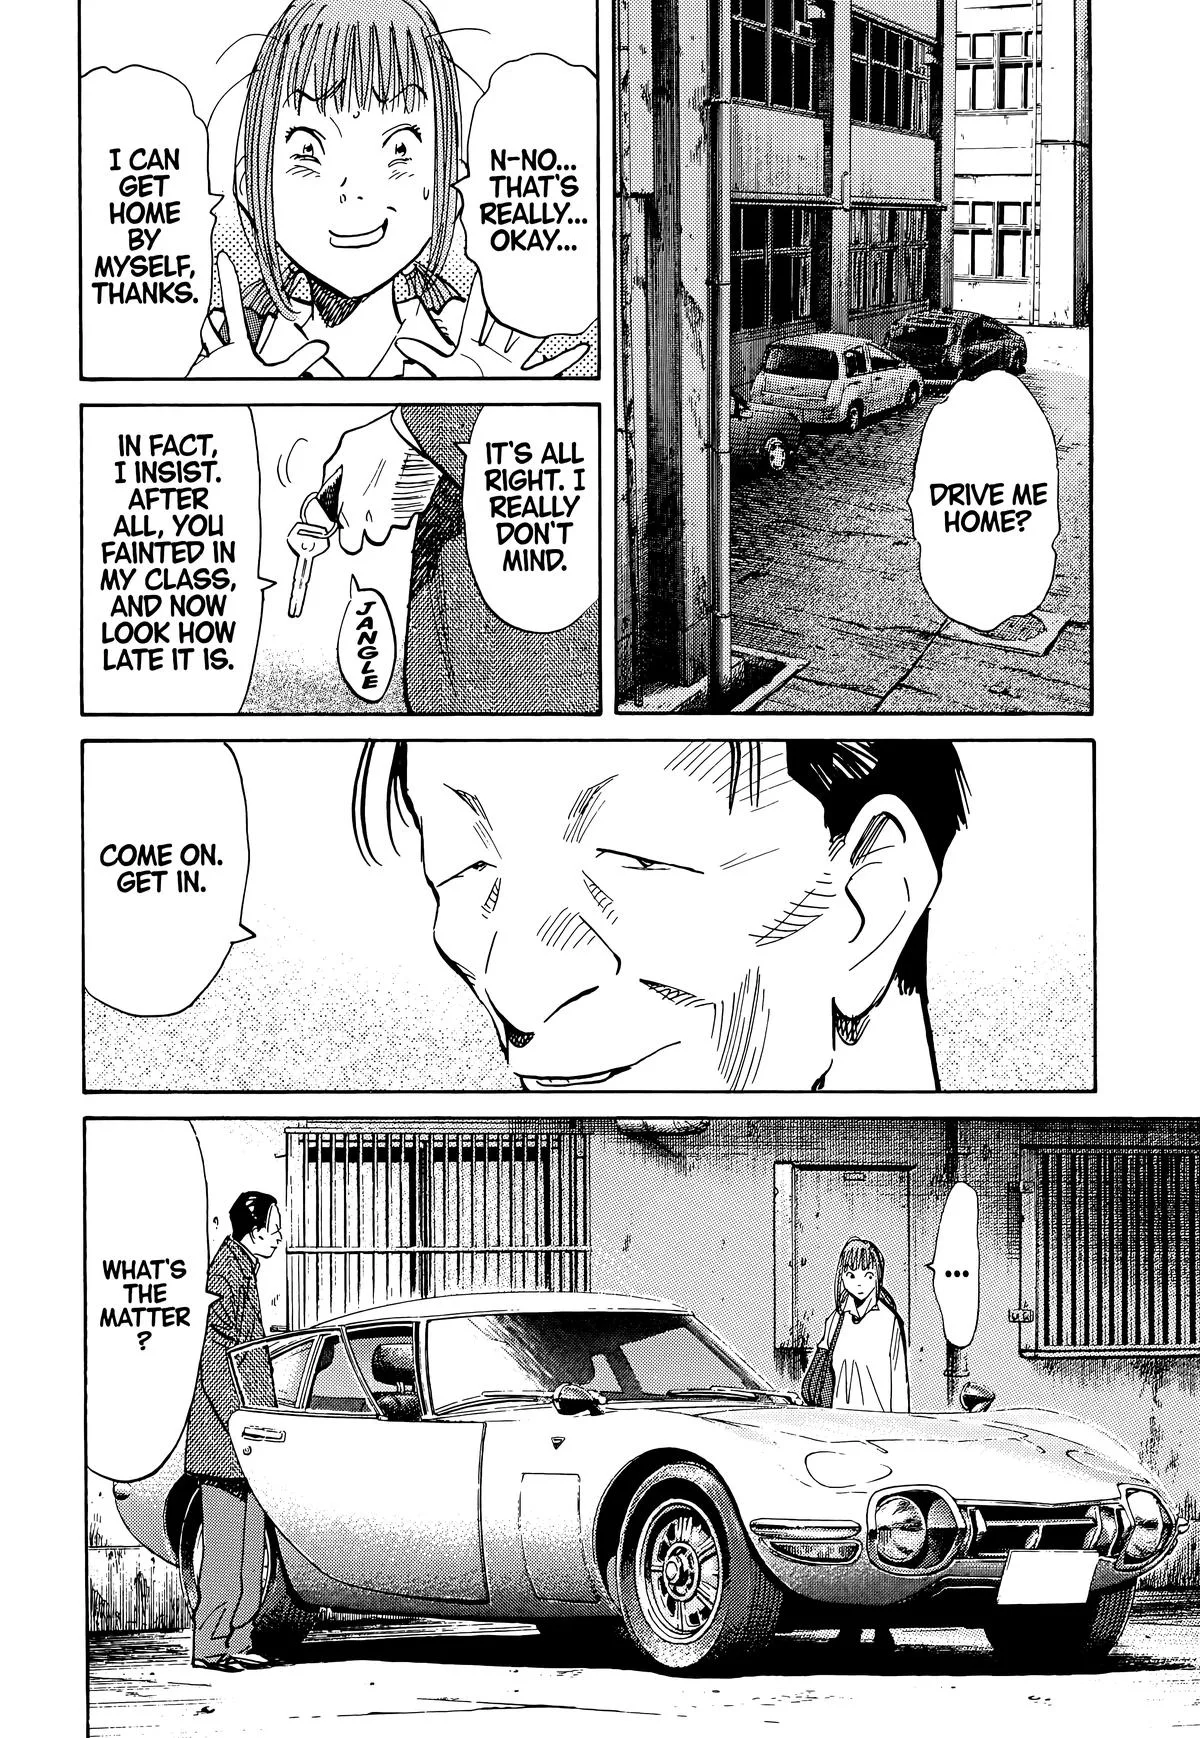 DRIVE ME
HOME?
N-NO...
THAT'S
REALLY...
OKAY...
I CAN
GET
HOME
BY
MYSELF,
THANKS.
IT'S ALL
RIGHT. I
REALLY
DON'T
MIND.
JANGLE
IN FACT,
I INSIST.
AFTER
ALL, YOU
FAINTED IN
MY CLASS,
AND NOW
LOOK HOW
LATE IT IS.
COME ON.
GET IN.
...
WHAT'S
THE
MATTER
?